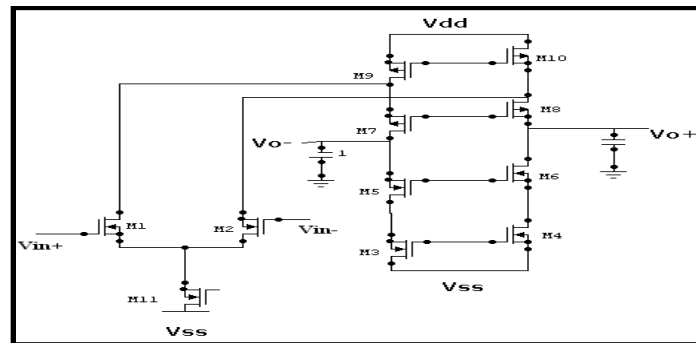 Vdd
M9
M10
M7
M8
Vo-
1
Vo+
M5
M6
Vin+
M1
M2
Vin-
M3
M4
M11
Vss
Vss